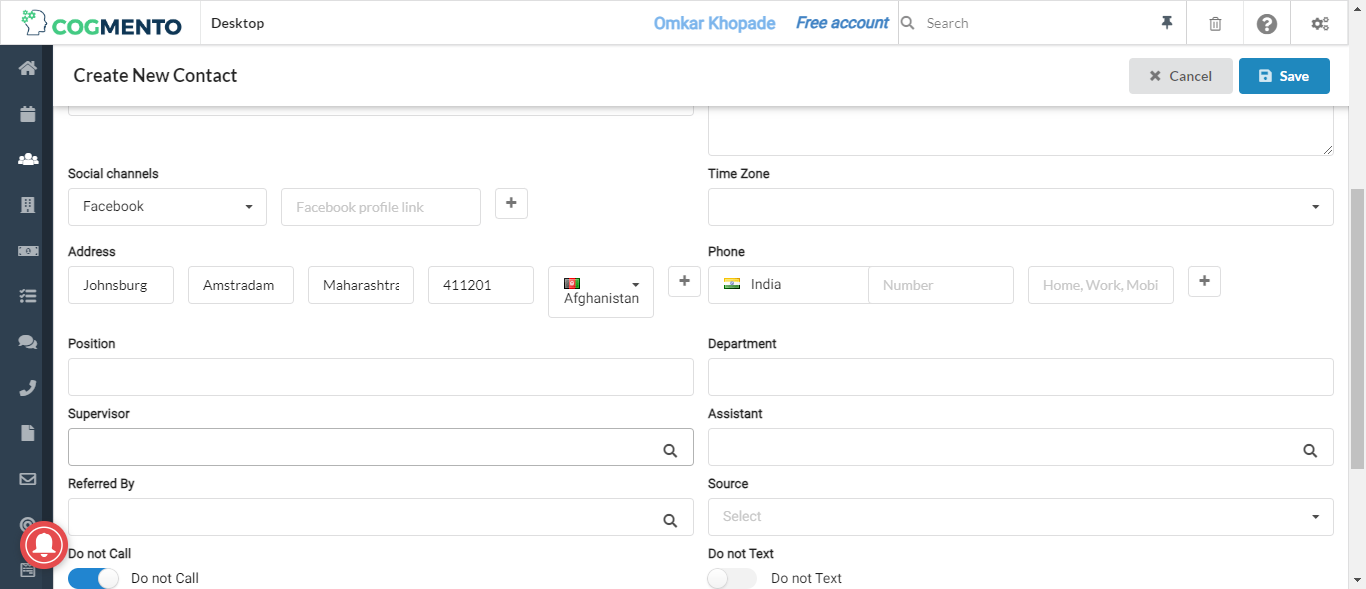 COGMENTO Desktop Omkar Khopade Free account Search
Create New Contact Cancel Save
Social channels Time Zone
Facebook Facebook profile link
Address Phone
Johnsburg Amstradam Maharashtra 411201 Afghanistan India Number Home, Work, Mobi
Position Department
Supervisor Assistant
Referred By Source
Select
Do not Call Do not Text
Do not Call Do not Text